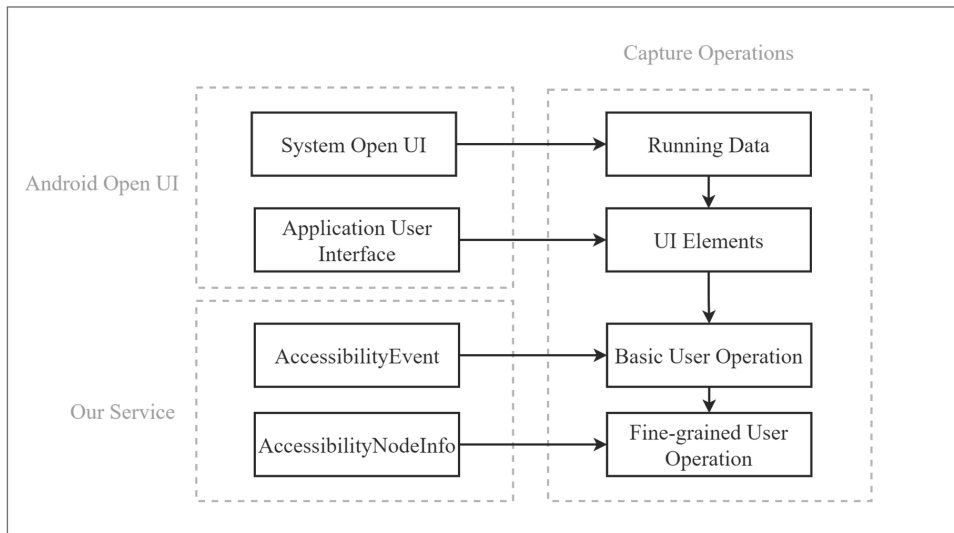 Capture Operations
Android Open UI
System Open UI
Running Data
Application User
Interface
UI Elements
Our Service
AccessibilityEvent
Basic User Operation
AccessibilityNodeInfo
Fine-grained User
Operation